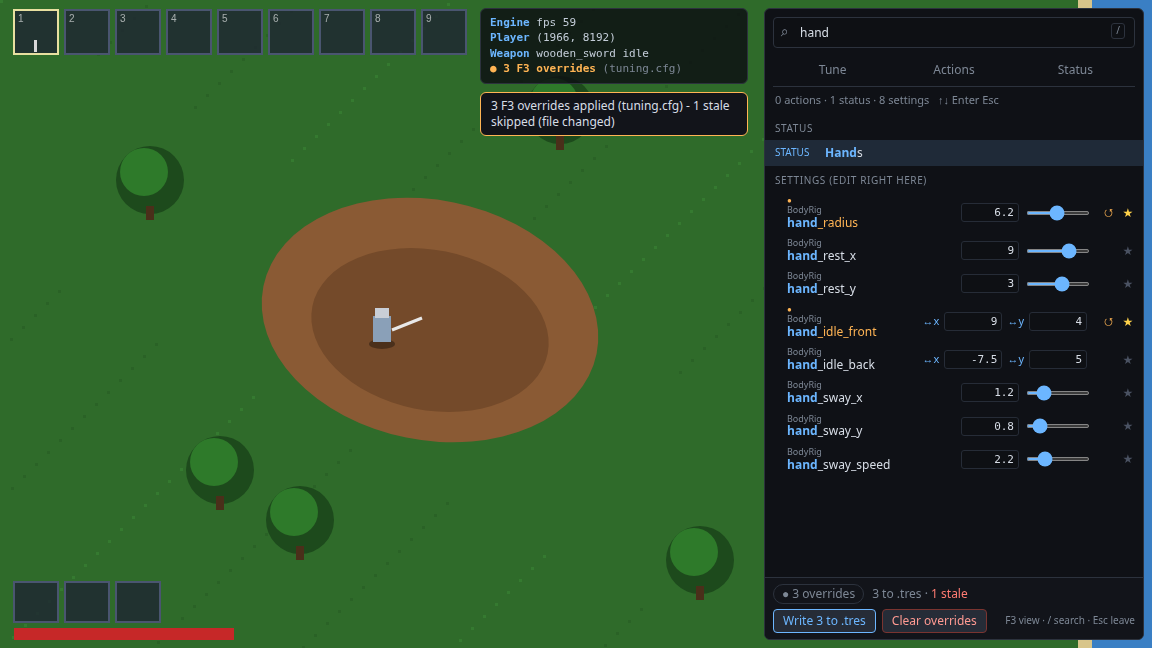 1 2 3 4 5 6 7 8 9
Engine fps 59
Player (1966, 8192)
Weapon wooden_sword idle
● 3 F3 overrides (tuning.cfg)
3 F3 overrides applied (tuning.cfg) - 1 stale
skipped (file changed)
hand /
Tune Actions Status
0 actions · 1 status · 8 settings ↑↓ Enter Esc
STATUS
STATUS Hands
SETTINGS (EDIT RIGHT HERE)
BodyRig
hand_radius 6.2
BodyRig
hand_rest_x 9
BodyRig
hand_rest_y 3
BodyRig
hand_idle_front ↔x 9 ↔y 4
BodyRig
hand_idle_back ↔x -7.5 ↔y 5
BodyRig
hand_sway_x 1.2
BodyRig
hand_sway_y 0.8
BodyRig
hand_sway_speed 2.2
● 3 overrides 3 to .tres · 1 stale
Write 3 to .tres Clear overrides F3 view · / search · Esc leave